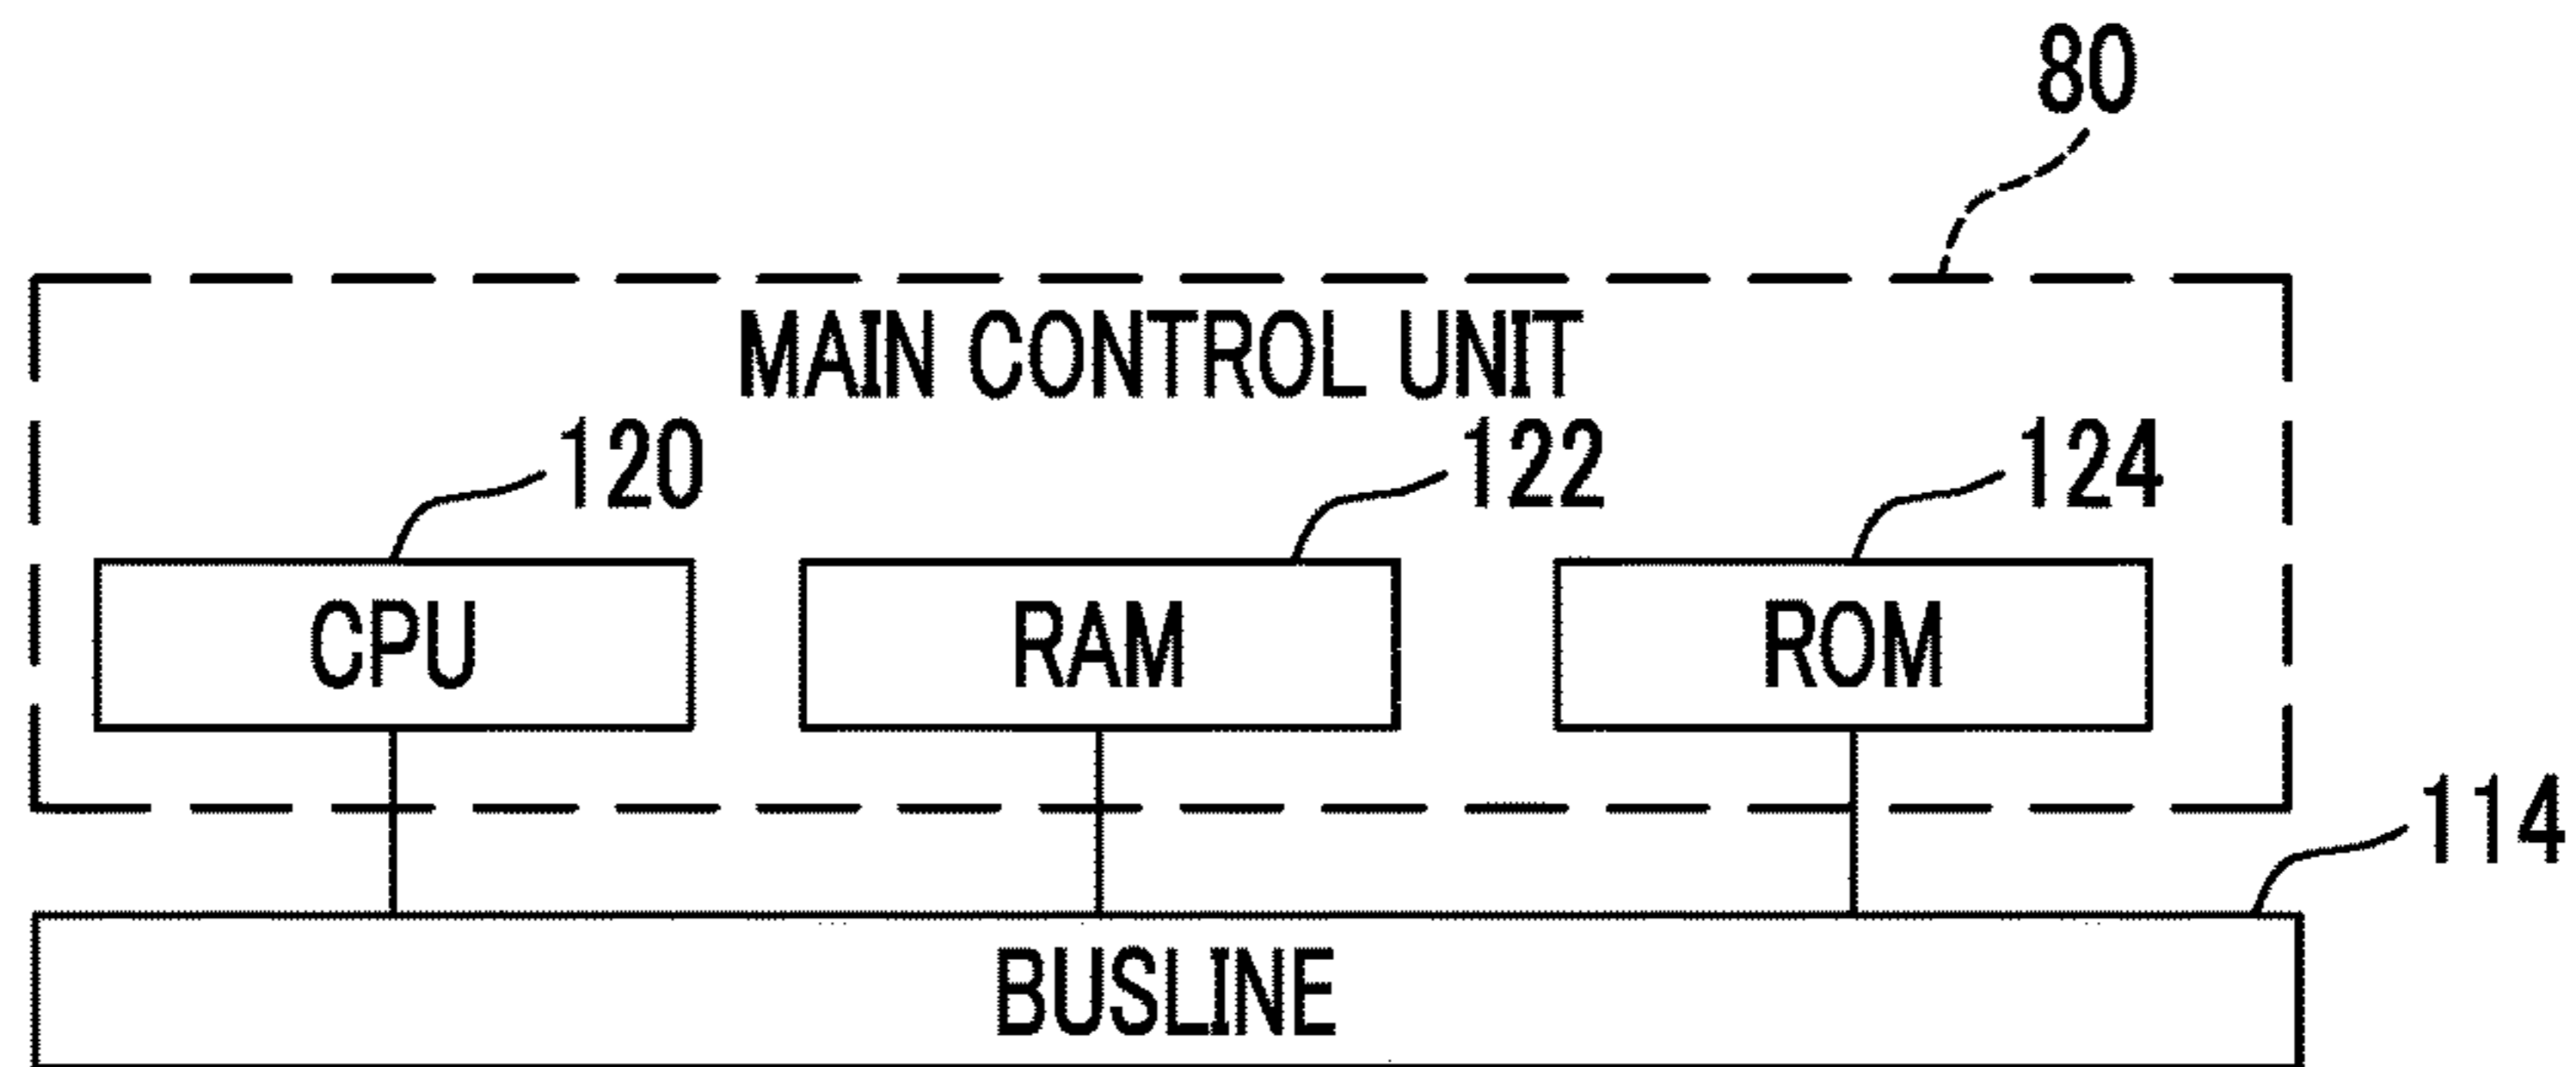 80
MAIN CONTROL UNIT
120 122 124
CPU RAM ROM
114
BUSLINE